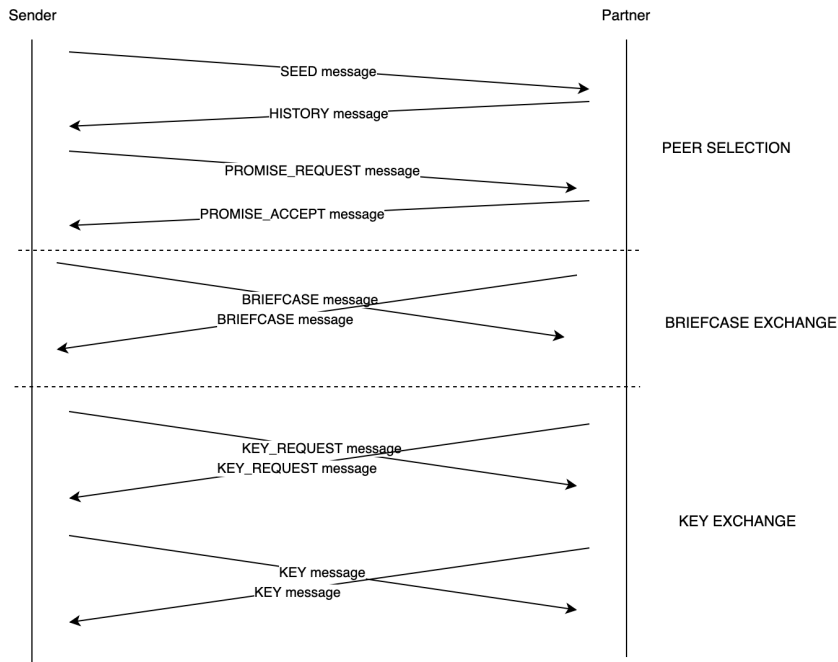 Sender
Partner
SEED message
HISTORY message
PEER SELECTION
PROMISE_REQUEST message
PROMISE_ACCEPT message
BRIEFCASE message
BRIEFCASE message
BRIEFCASE EXCHANGE
KEY_REQUEST message
KEY_REQUEST message
KEY EXCHANGE
KEY message
KEY message